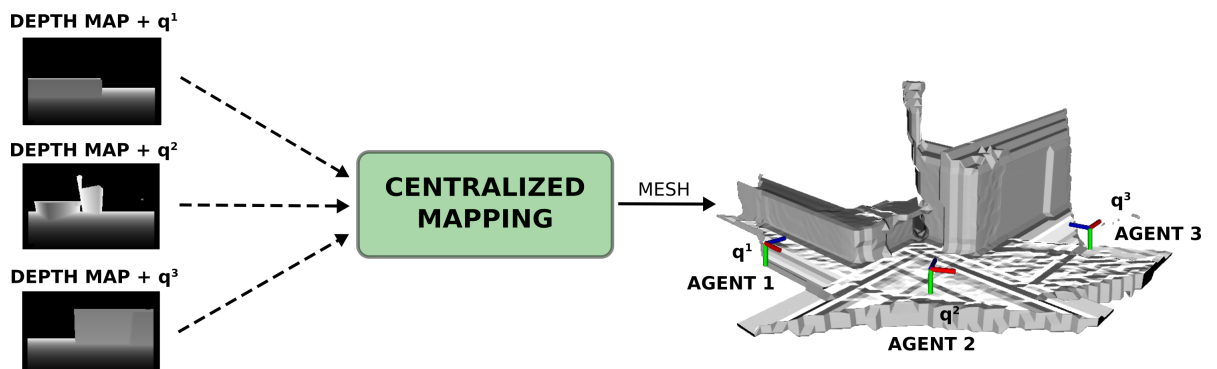 DEPTH MAP + q¹
DEPTH MAP + q²
DEPTH MAP + q³
CENTRALIZED
MAPPING
MESH
q¹
AGENT 1
q²
AGENT 2
q³
AGENT 3